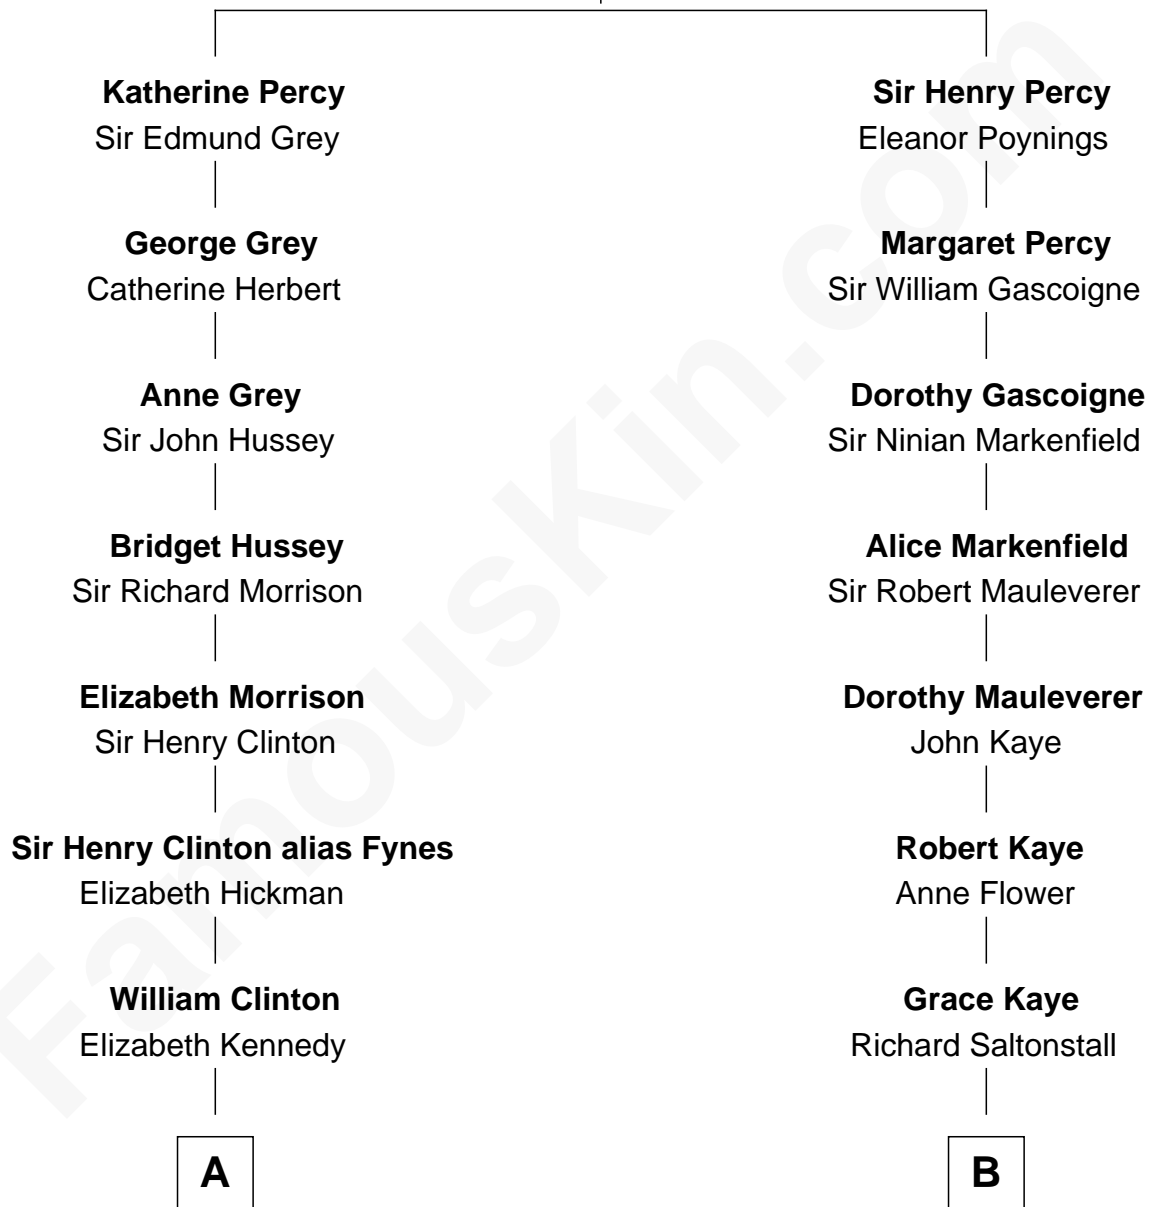 Katherine Percy
Sir Edmund Grey
George Grey
Catherine Herbert
Anne Grey
Sir John Hussey
Bridget Hussey
Sir Richard Morrison
Elizabeth Morrison
Sir Henry Clinton
Sir Henry Clinton alias Fynes
Elizabeth Hickman
William Clinton
Elizabeth Kennedy
A
Sir Henry Percy
Eleanor Poynings
Margaret Percy
Sir William Gascoigne
Dorothy Gascoigne
Sir Ninian Markenfield
Alice Markenfield
Sir Robert Mauleverer
Dorothy Mauleverer
John Kaye
Robert Kaye
Anne Flower
Grace Kaye
Richard Saltonstall
B
FamousKin.com